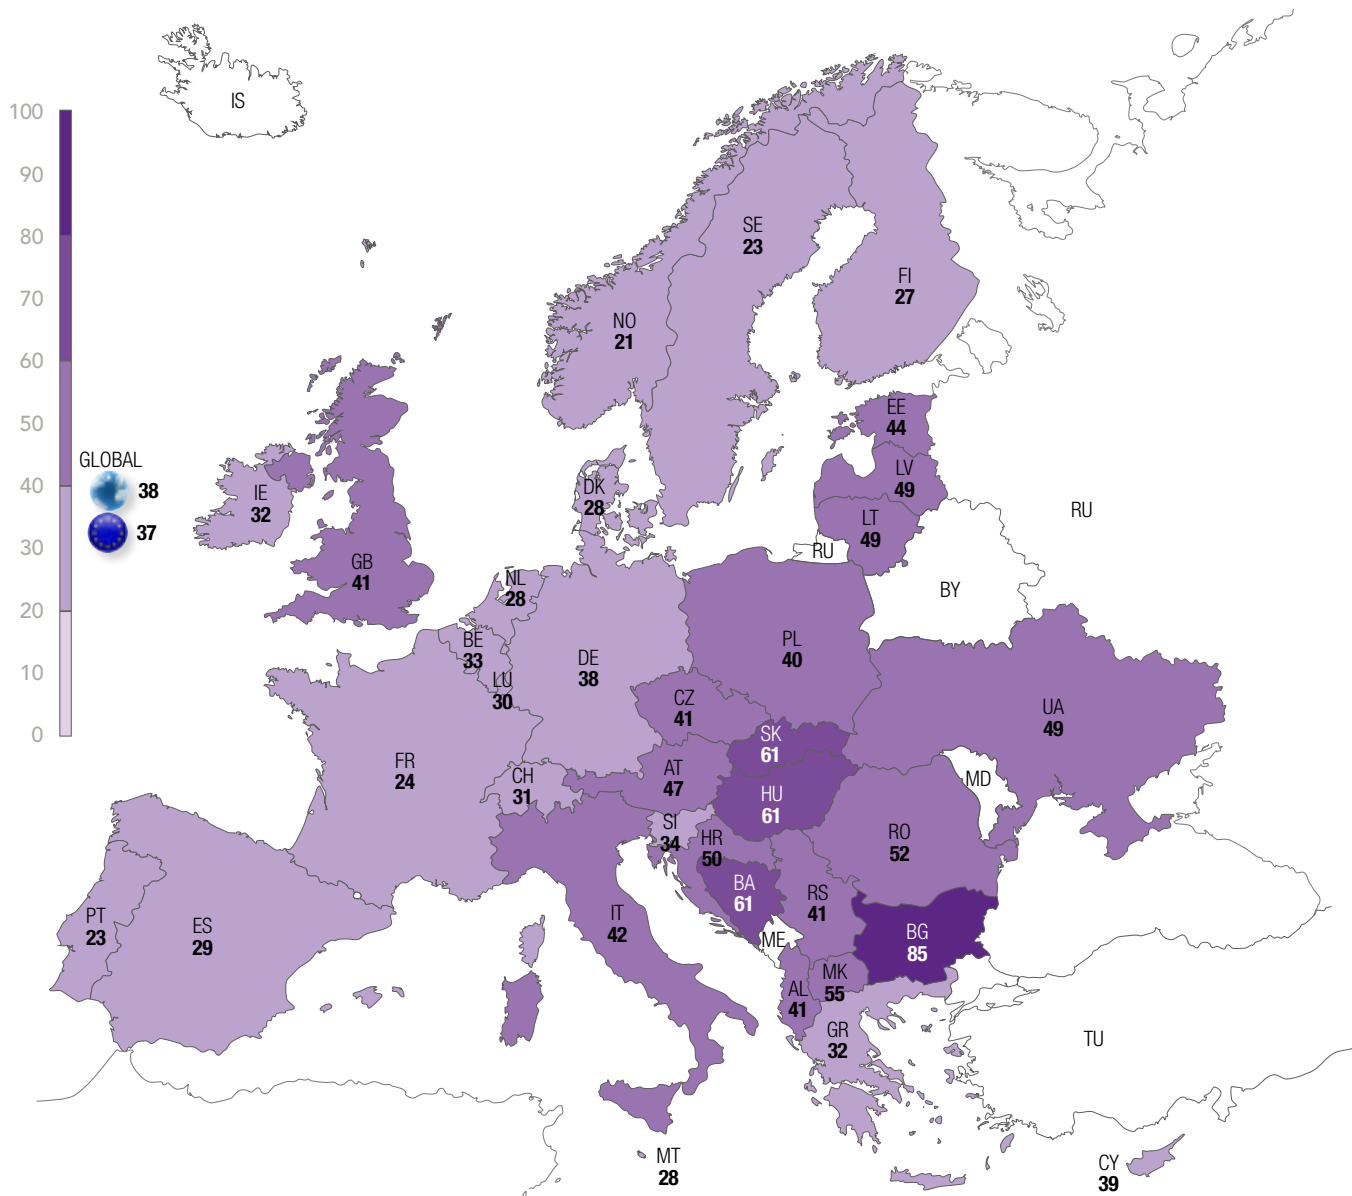 IS
100
90
80
70
60
50
40
30
20
10
0
GLOBAL
38
37
SE
23
FI
27
NO
21
EE
44
LV
49
LT
49
RU
RU
BY
IE
32
DK
28
GB
41
NL
28
BE
33
LU
30
DE
38
PL
40
CZ
41
UA
49
SK
61
FR
24
CH
31
AT
47
HU
61
MD
SI
34
HR
50
RO
52
BA
61
RS
41
PT
23
ES
29
IT
42
ME
BG
85
MK
55
AL
41
GR
32
TU
MT
28
CY
39